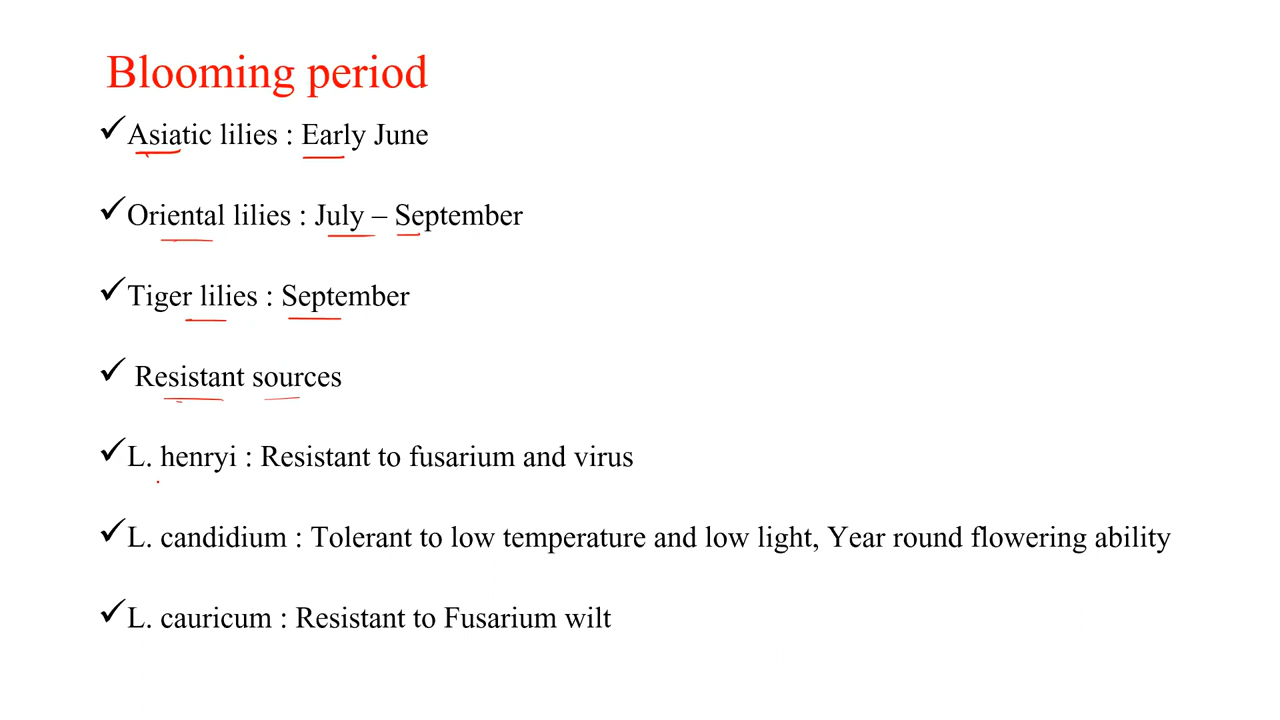 Blooming period
✓Asiatic lilies : Early June
✓Oriental lilies : July – September
✓Tiger lilies : September
✓ Resistant sources
✓L. henryi : Resistant to fusarium and virus
✓L. candidium : Tolerant to low temperature and low light, Year round flowering ability
✓L. cauricum : Resistant to Fusarium wilt